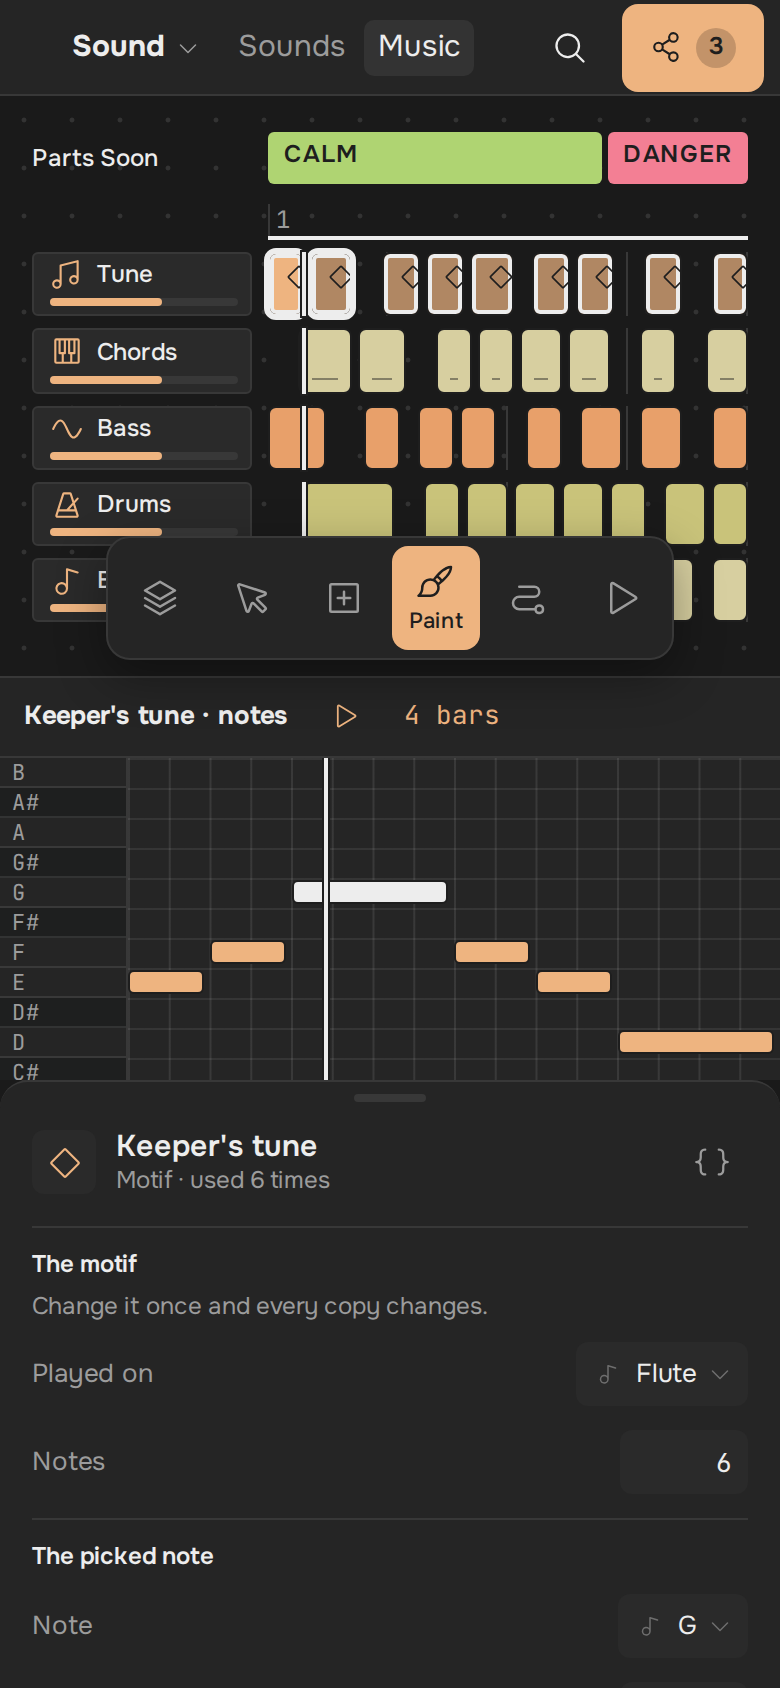 Sound Sounds Music 3
Parts Soon CALM DANGER
1
Tune
Chords
Bass
Drums
Paint
Keeper's tune · notes 4 bars
B
A#
A
G#
G
F#
F
E
D#
D
C#
Keeper's tune
Motif · used 6 times
{ }
The motif
Change it once and every copy changes.
Played on Flute
Notes 6
The picked note
Note G